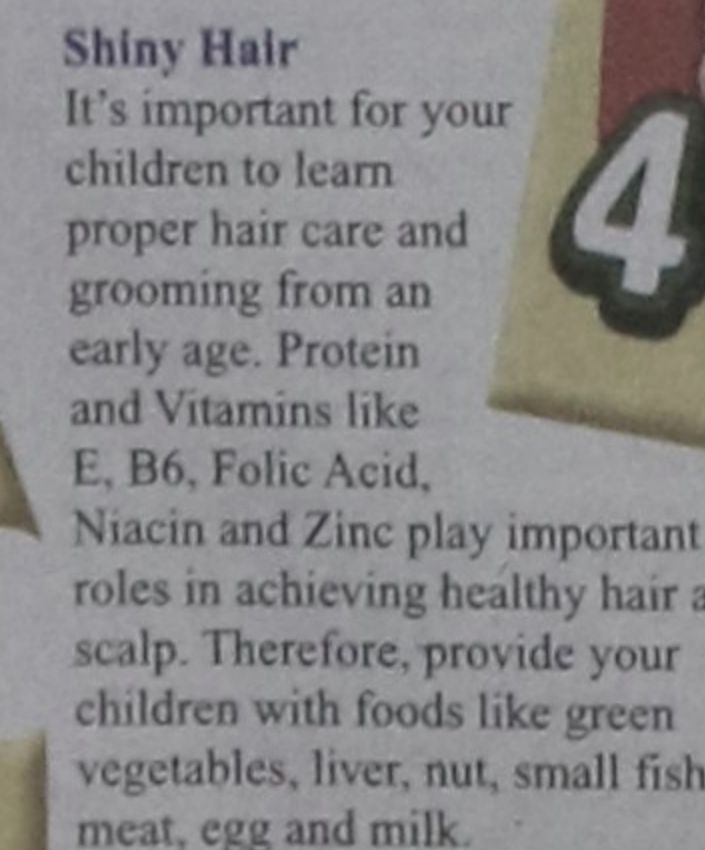 Shiny Hair
It's important for your
children to learn
proper hair care and
grooming from an
early age. Protein
and Vitamins like
E, B6, Folic Acid,
Niacin and Zinc play important
roles in achieving healthy hair a
scalp. Therefore, provide your
children with foods like green
vegetables, liver, nut, small fish
meat, egg and milk.
4